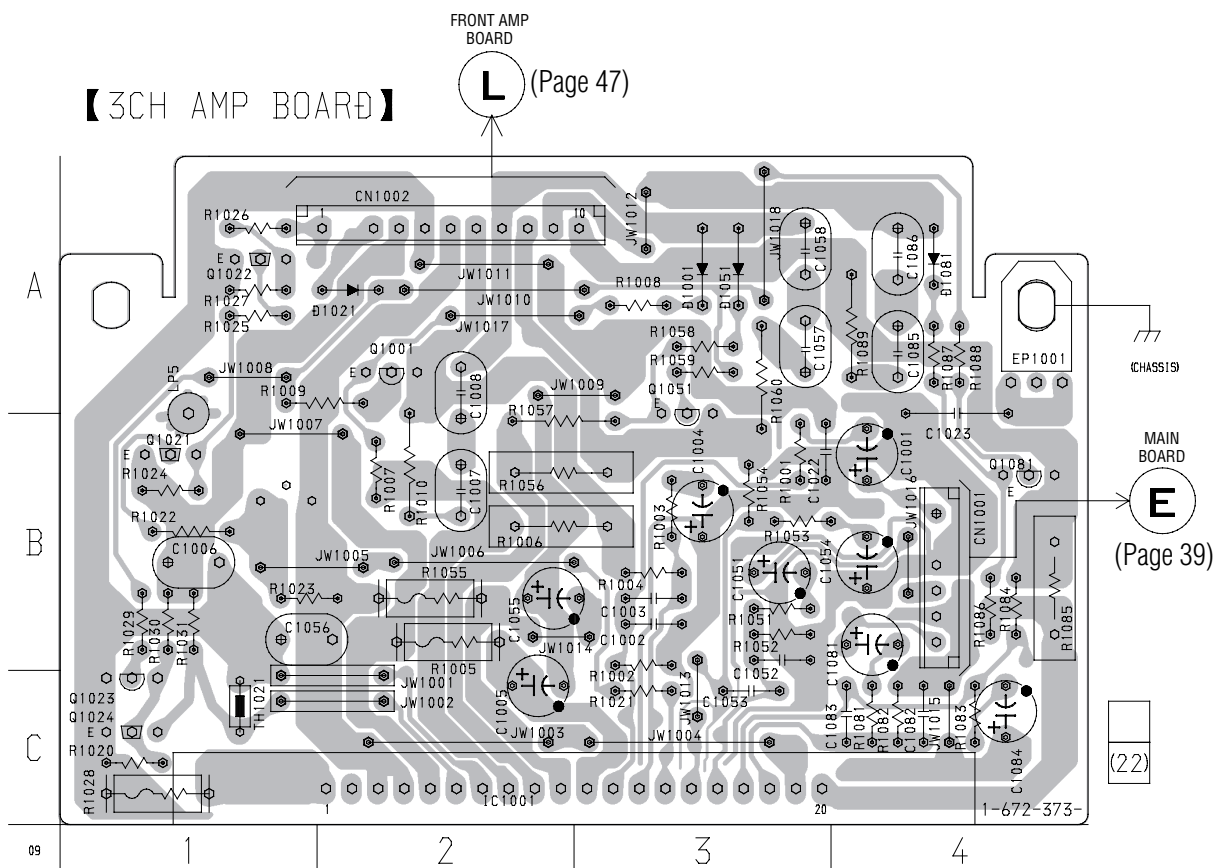 FRONT AMP
BOARD
L
(Page 47)
【3CH AMP BOARD】
CN1002
1
10
R1026
E
Q1022
R1027
R1025
D1021
JW1011
JW1010
JW1017
JW1012
R1008
D1001
D1051
JW1018
C1058
C1086
D1081
A
R1058
R1059
Q1051
E
R1060
C1057
R1089
C1085
R1087
R1088
EP1001
(CHASSIS)
LP5
JW1008
R1009
Q1001
E
C1008
JW1009
R1057
JW1007
Q1021
E
R1024
R1022
C1006
R1007
R1010
C1007
R1056
R1006
C1004
R1003
R1054
R1001
C1022
C1001
C1023
Q1081
E
JW1016
CN1001
MAIN
BOARD
E
(Page 39)
B
JW1005
JW1006
R1055
R1023
C1056
R1005
C1055
JW1014
R1004
C1003
C1002
C1051
R1053
C1054
R1051
R1052
C1052
C1081
R1086
R1084
R1085
R1029
R1030
R1031
Q1023
Q1024
E
R1020
R1028
TH1021
JW1001
JW1002
JW1003
C1005
R1002
R1021
JW1013
C1053
JW1004
C1083
R1081
R1082
C1082
JW1015
R1083
C1084
C
1
IC1001
20
1-672-373-
(22)
09
1
2
3
4